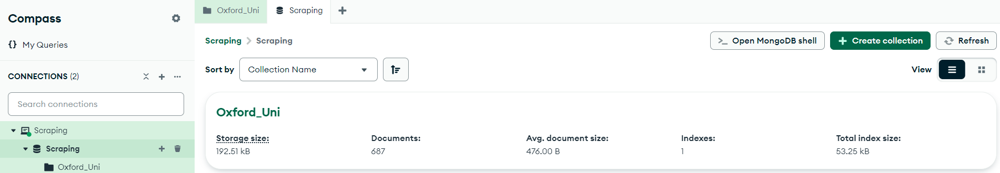 Compass
{} My Queries
CONNECTIONS (2)
Search connections
Scraping
Scraping
Oxford_Uni
Oxford_Uni
Scraping
Scraping > Scraping
>_ Open MongoDB shell
+ Create collection
Refresh
Sort by
Collection Name
View
Oxford_Uni
Storage size:
192.51 kB
Documents:
687
Avg. document size:
476.00 B
Indexes:
1
Total index size:
53.25 kB